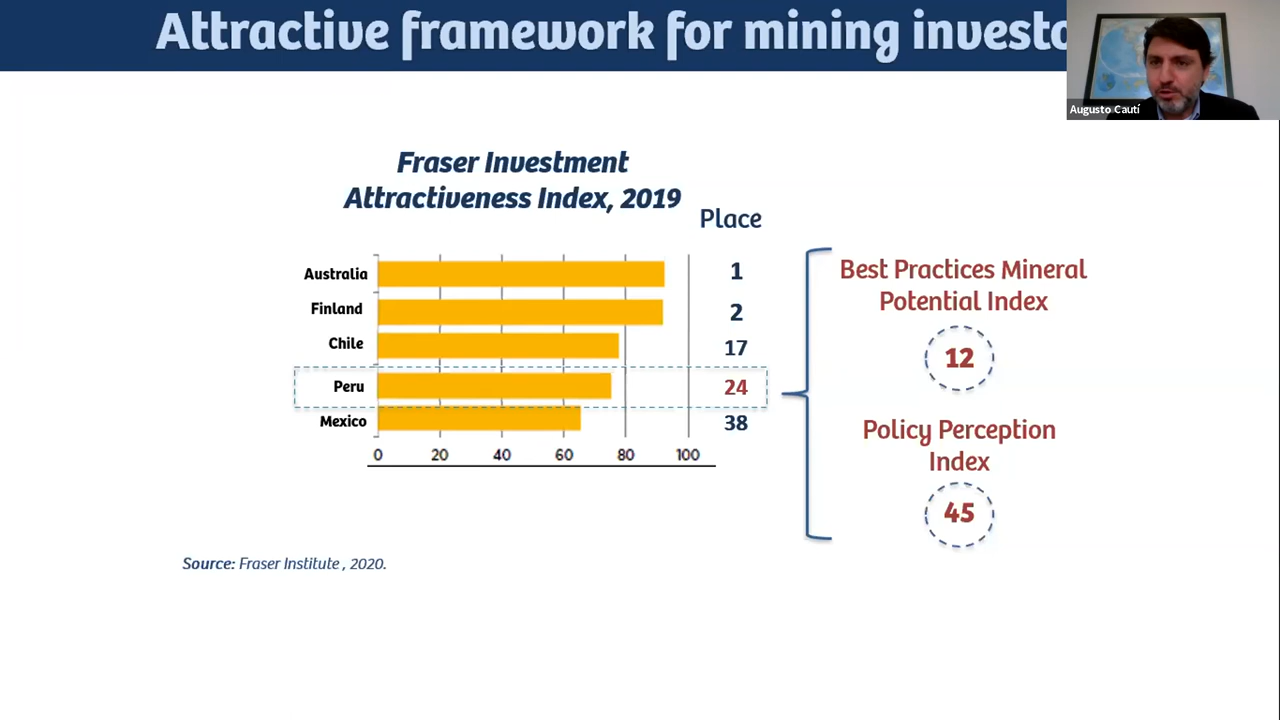 Attractive framework for mining investo
Augusto Cautí
Fraser Investment
Attractiveness Index, 2019
Place
Australia 1
Finland 2
Chile 17
Peru 24
Mexico 38
0 20 40 60 80 100
Best Practices Mineral
Potential Index
12
Policy Perception
Index
45
Source: Fraser Institute , 2020.